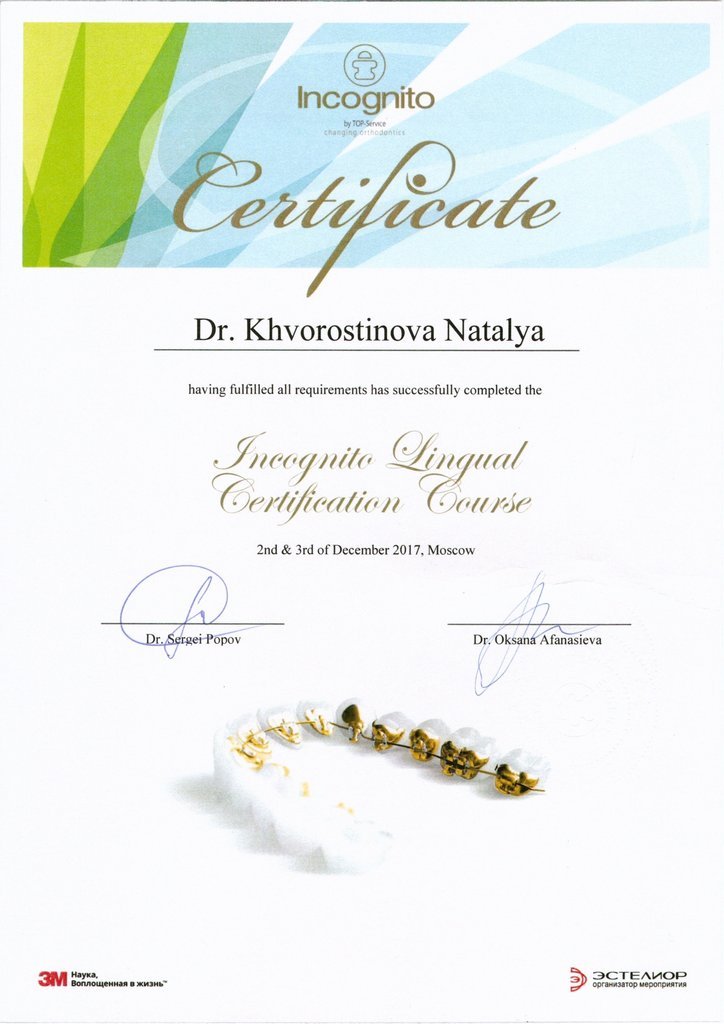 Incognito
by TOP-Service
changing orthodontics
Certificate
Dr. Khvorostinova Natalya
having fulfilled all requirements has successfully completed the
Incognito Lingual
Certification Course
2nd & 3rd of December 2017, Moscow
Dr. Sergei Popov
Dr. Oksana Afanasieva
3M Наука,
Воплощенная в жизнь™
ЭСТЕЛИОР
организатор мероприятия